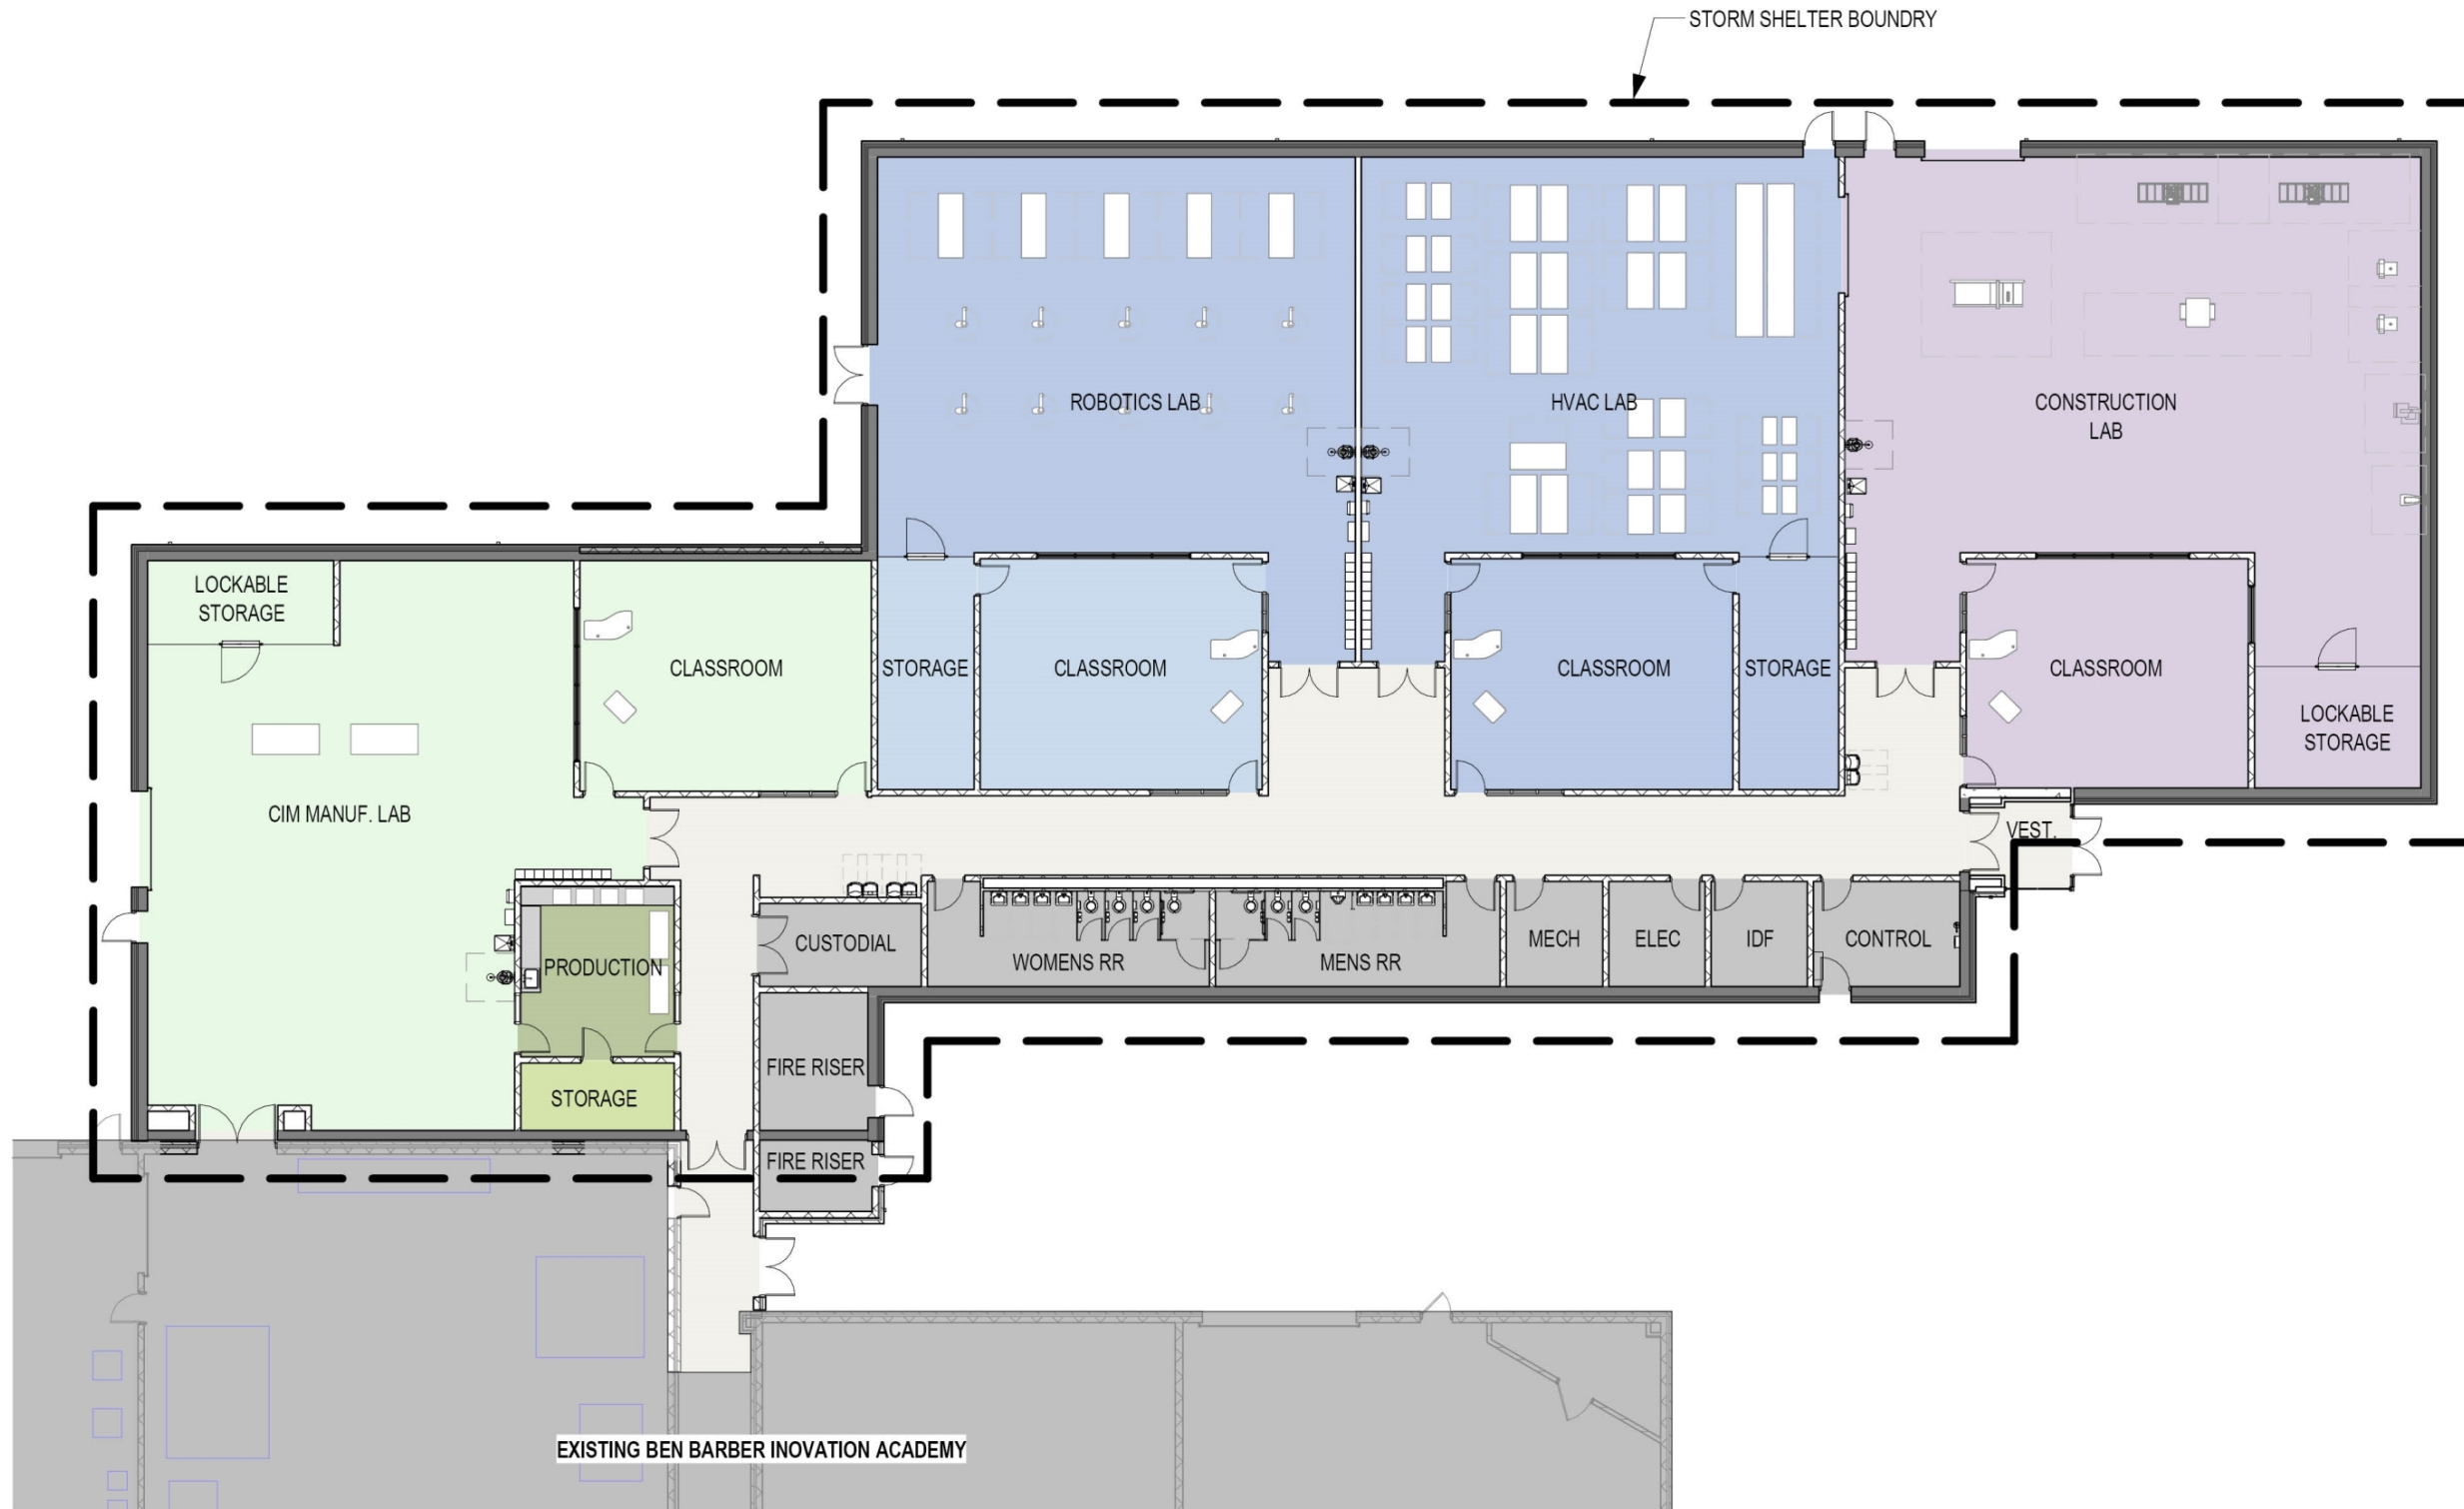 STORM SHELTER BOUNDRY
ROBOTICS LAB
HVAC LAB
CONSTRUCTION
LAB
LOCKABLE
STORAGE
CLASSROOM
STORAGE
CLASSROOM
CLASSROOM
STORAGE
CLASSROOM
LOCKABLE
STORAGE
CIM MANUF. LAB
VEST.
PRODUCTION
CUSTODIAL
WOMENS RR
MENS RR
MECH
ELEC
IDF
CONTROL
STORAGE
FIRE RISER
FIRE RISER
EXISTING BEN BARBER INOVATION ACADEMY